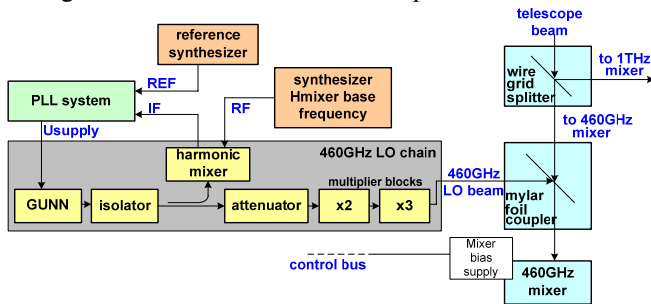 telescope
beam
reference
synthesizer
wire
grid
splitter
to 1THz
mixer
REF
synthesizer
Hmixer base
frequency
PLL system
IF
RF
to 460GHz
mixer
Usupply
harmonic
mixer
460GHz LO chain
multiplier blocks
460GHz
LO beam
GUNN
isolator
attenuator
x2
x3
mylar
foil
coupler
control bus
Mixer
bias
supply
460GHz
mixer